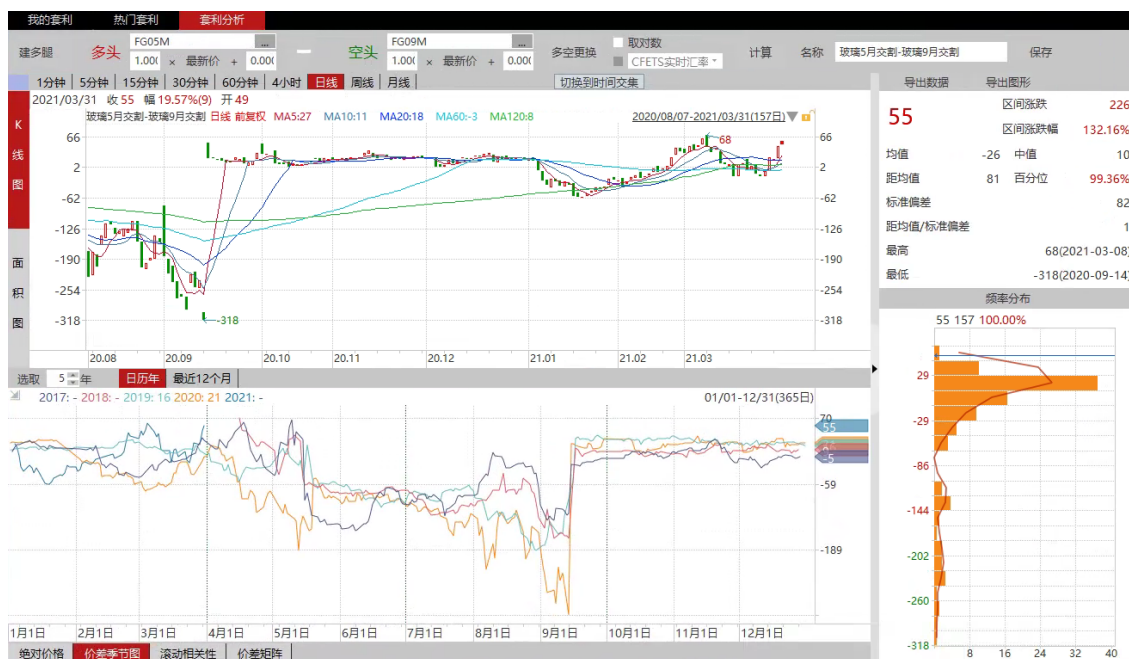 我的套利 热门套利 套利分析
建多腿 多头 FG05M ... 空头 FG09M ... 多空更换 取对数 计算 名称 玻璃5月交割-玻璃9月交割 保存
1.00( × 最新价 + 0.00( 1.00( × 最新价 + 0.00( CFETS实时汇率
1分钟 5分钟 15分钟 30分钟 60分钟 4小时 日线 周线 月线 切换到时间交集 导出数据 导出图形
2021/03/31 收 55 幅 19.57%(9) 开 49
玻璃5月交割-玻璃9月交割 日线 前复权 MA5:27 MA10:11 MA20:18 MA60:-3 MA120:8 2020/08/07-2021/03/31(157日)
K线图
面积图
66 66
2 2
-62 -62
-126 -126
-190 -190
-254 -254
-318 -318
68
-318
20.08 20.09 20.10 20.11 20.12 21.01 21.02 21.03
55 区间涨跌 226
区间涨跌幅 132.16%
均值 -26 中值 10
距均值 81 百分位 99.36%
标准偏差 82
距均值/标准偏差 1
最高 68(2021-03-08)
最低 -318(2020-09-14)
频率分布
55 157 100.00%
29
-29
-86
-144
-202
-260
-318
8 16 24 32 40
选取 5 年 日历年 最近12个月
2017: - 2018: - 2019: 16 2020: 21 2021: - 01/01-12/31(365日)
70
55
-5
-59
-189
1月1日 2月1日 3月1日 4月1日 5月1日 6月1日 7月1日 8月1日 9月1日 10月1日 11月1日 12月1日
绝对价格 价差季节图 滚动相关性 价差矩阵